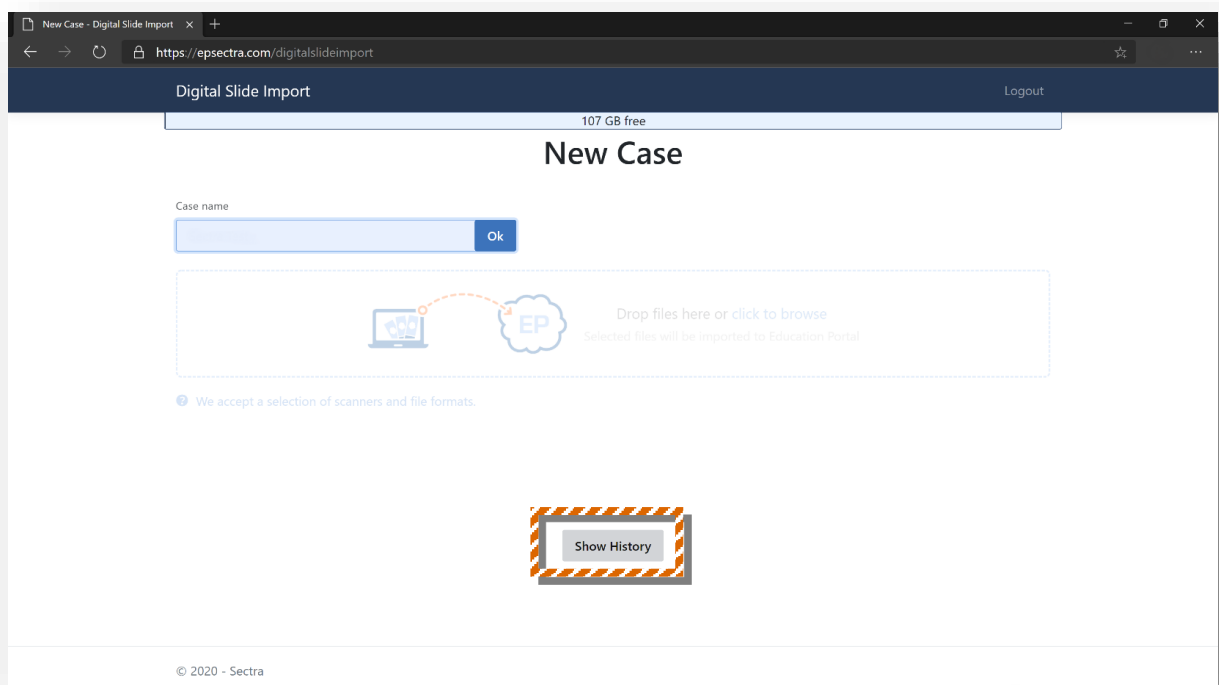 New Case - Digital Slide Import
https://epsectra.com/digitalslideimport
Digital Slide Import
Logout
107 GB free
New Case
Case name
Ok
EP
Drop files here or click to browse
Selected files will be imported to Education Portal
We accept a selection of scanners and file formats.
Show History
© 2020 - Sectra